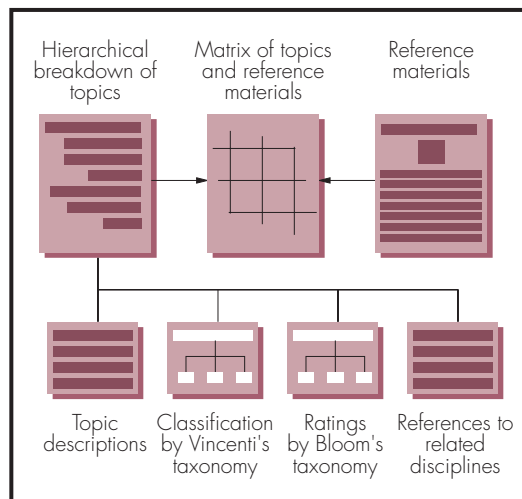 Hierarchical
breakdown of
topics
Matrix of topics
and reference
materials
Reference
materials
Topic
descriptions
Classification
by Vincenti's
taxonomy
Ratings
by Bloom's
taxonomy
References to
related
disciplines